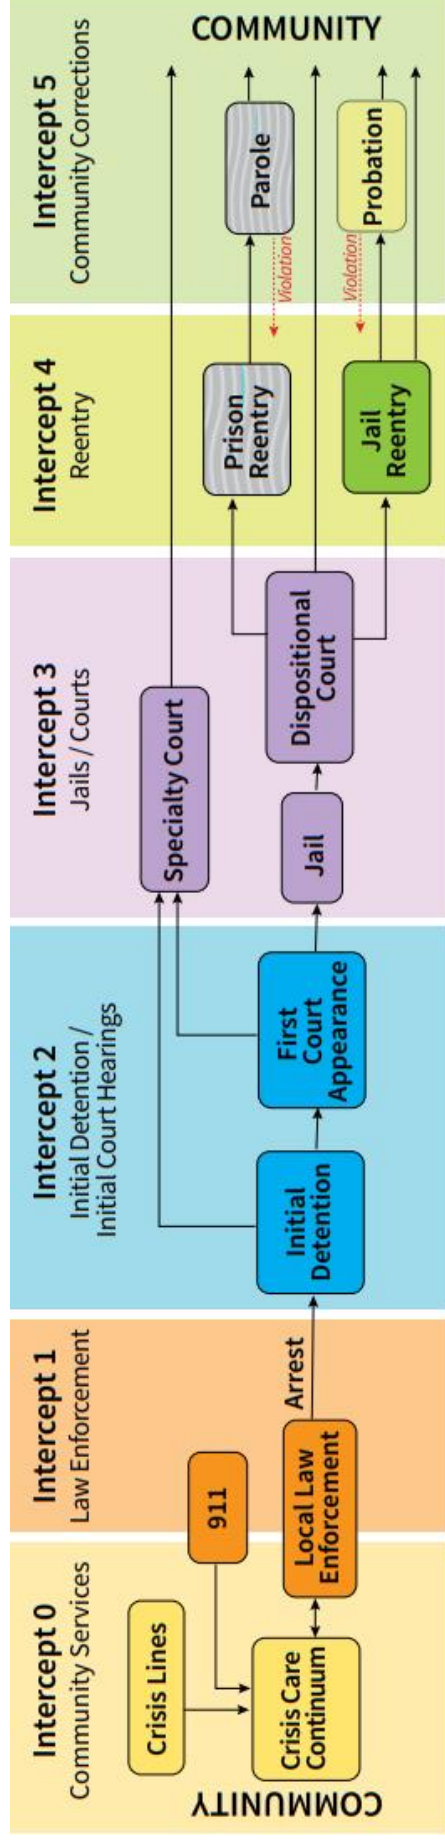 Intercept 0
Community Services
Intercept 1
Law Enforcement
Intercept 2
Initial Detention /
Initial Court Hearings
Intercept 3
Jails / Courts
Intercept 4
Reentry
Intercept 5
Community Corrections
COMMUNITY
Crisis Lines
Crisis Care
Continuum
911
Local Law
Enforcement
Arrest
Initial
Detention
First
Court
Appearance
Specialty Court
Jail
Dispositional
Court
Prison
Reentry
Jail
Reentry
Parole
Violation
Probation
Violation
COMMUNITY